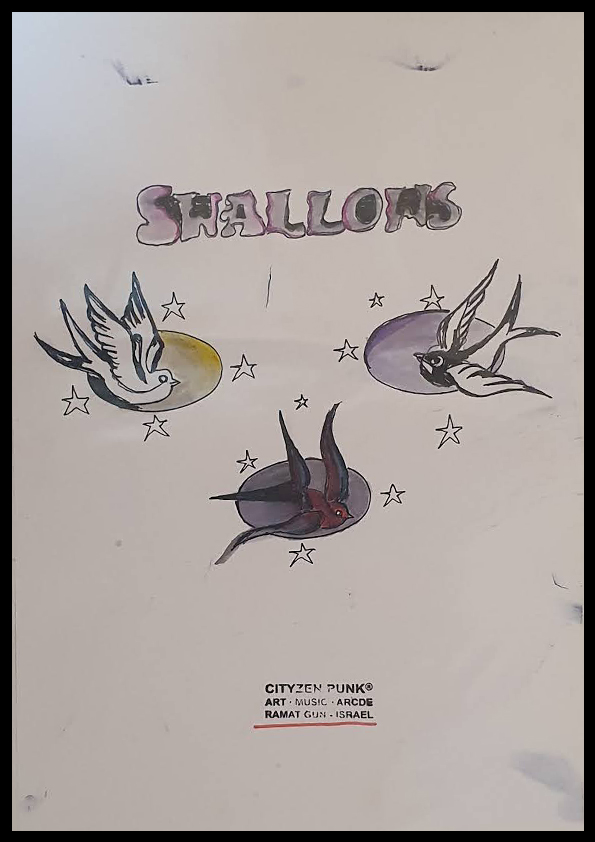 SWALLOWS
CITYZEN PUNK®
ART · MUSIC · ARCDE
RAMAT GUN · ISRAEL